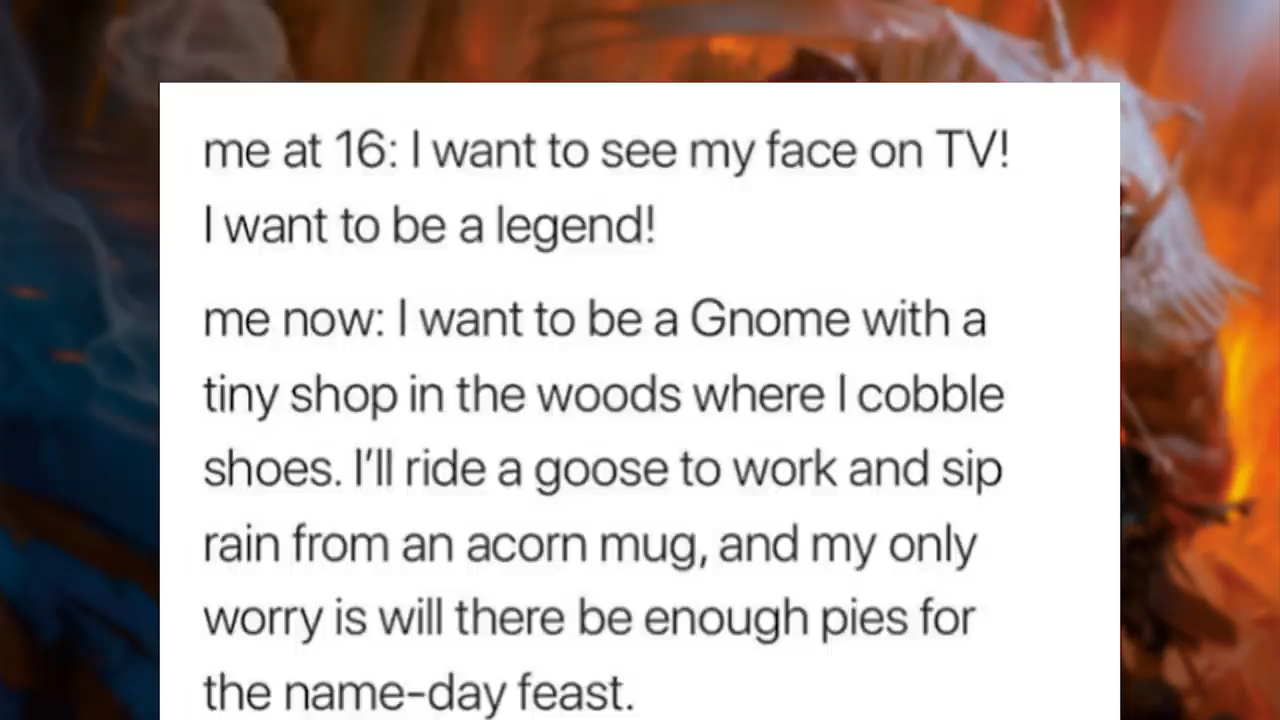 me at 16: I want to see my face on TV!
I want to be a legend!
me now: I want to be a Gnome with a
tiny shop in the woods where I cobble
shoes. I’ll ride a goose to work and sip
rain from an acorn mug, and my only
worry is will there be enough pies for
the name-day feast.